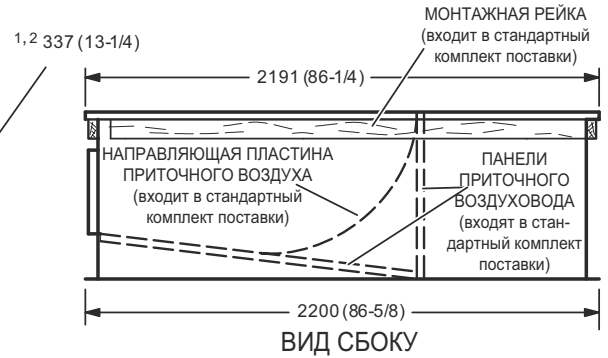 1,2 337 (13-1/4)
МОНТАЖНАЯ РЕЙКА
(входит в стандартный
комплект поставки)
2191 (86-1/4)
НАПРАВЛЯЮЩАЯ ПЛАСТИНА
ПРИТОЧНОГО ВОЗДУХА
(входит в стандартный
комплект поставки)
ПАНЕЛИ
ПРИТОЧНОГО
ВОЗДУХОВОДА
(входят в стан-
дартный комплект
поставки)
2200 (86-5/8)
ВИД СБОКУ